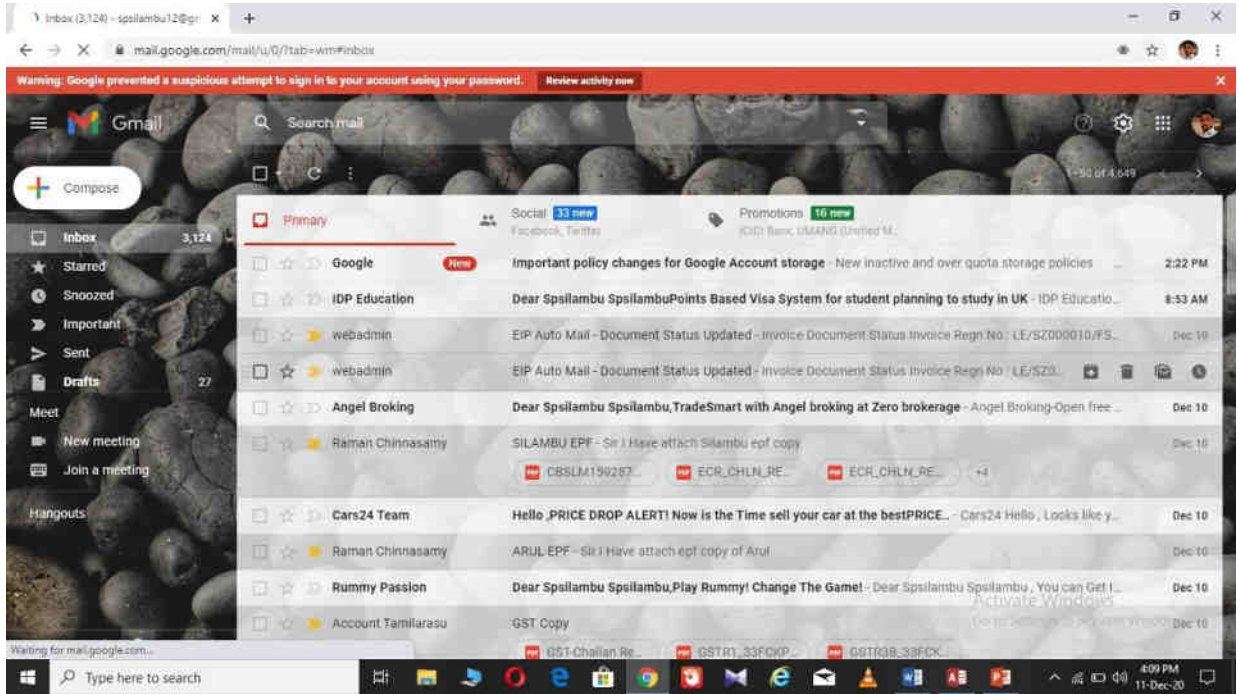 Inbox (3,124) - spsilambu12@gr
mail.google.com/mail/u/0/?tab=wm#inbox
Warning: Google prevented a suspicious attempt to sign in to your account using your password. Review activity now
Gmail
Search mail
Compose
1-50 of 4,649
Primary
Social 33 new
Facebook, Twitter
Promotions 16 new
ICICI Bank, UMANG (Unified M..
Inbox 3,124
Starred
Snoozed
Important
Sent
Drafts 27
Meet
New meeting
Join a meeting
Hangouts
Google New Important policy changes for Google Account storage - New inactive and over quota storage policies ... 2:22 PM
IDP Education Dear Spsilambu SpsilambuPoints Based Visa System for student planning to study in UK - IDP Educatio... 8:53 AM
webadmin EIP Auto Mail - Document Status Updated - Invoice Document Status Invoice Regn No : LE/SZ000010/FS... Dec 10
webadmin EIP Auto Mail - Document Status Updated - Invoice Document Status Invoice Regn No : LE/SZ0...
Angel Broking Dear Spsilambu Spsilambu,TradeSmart with Angel broking at Zero brokerage - Angel Broking-Open free ... Dec 10
Raman Chinnasamy SILAMBU EPF - Sir I Have attach Silambu epf copy Dec 10
CBSLM159287... ECR_CHLN_RE... ECR_CHLN_RE... +4
Cars24 Team Hello ,PRICE DROP ALERT! Now is the Time sell your car at the bestPRICE.. - Cars24 Hello , Looks like y... Dec 10
Raman Chinnasamy ARUL EPF - Sir I Have attach epf copy of Arul Dec 10
Rummy Passion Dear Spsilambu Spsilambu,Play Rummy! Change The Game! - Dear Spsilambu Spsilambu , You can Get I... Dec 10
Activate Windows
Account Tamilarasu GST Copy Dec 10
GST-Challan Re... GSTR1_33FCKP... GSTR3B_33FCK...
Waiting for mail.google.com...
Type here to search
4:09 PM
11-Dec-20